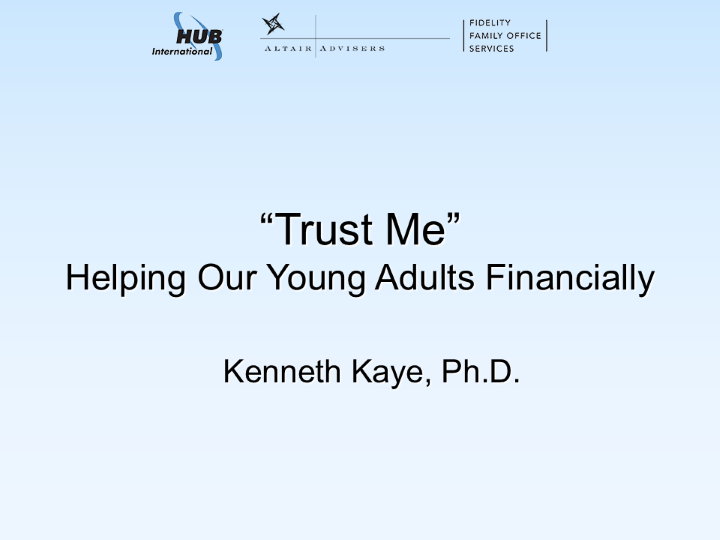 HUB
International
ALTAIR ADVISERS
FIDELITY
FAMILY OFFICE
SERVICES
“Trust Me”
Helping Our Young Adults Financially
Kenneth Kaye, Ph.D.